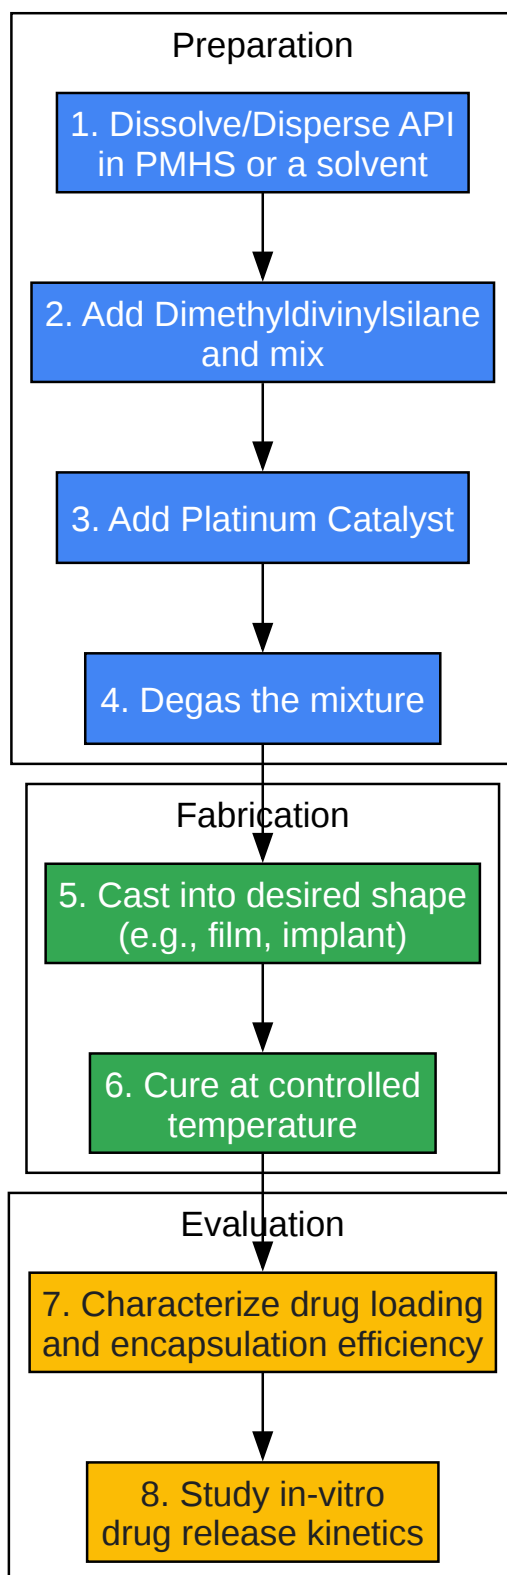 Preparation
1. Dissolve/Disperse API
in PMHS or a solvent
2. Add Dimethyldivinylsilane
and mix
3. Add Platinum Catalyst
4. Degas the mixture
Fabrication
5. Cast into desired shape
(e.g., film, implant)
6. Cure at controlled
temperature
Evaluation
7. Characterize drug loading
and encapsulation efficiency
8. Study in-vitro
drug release kinetics